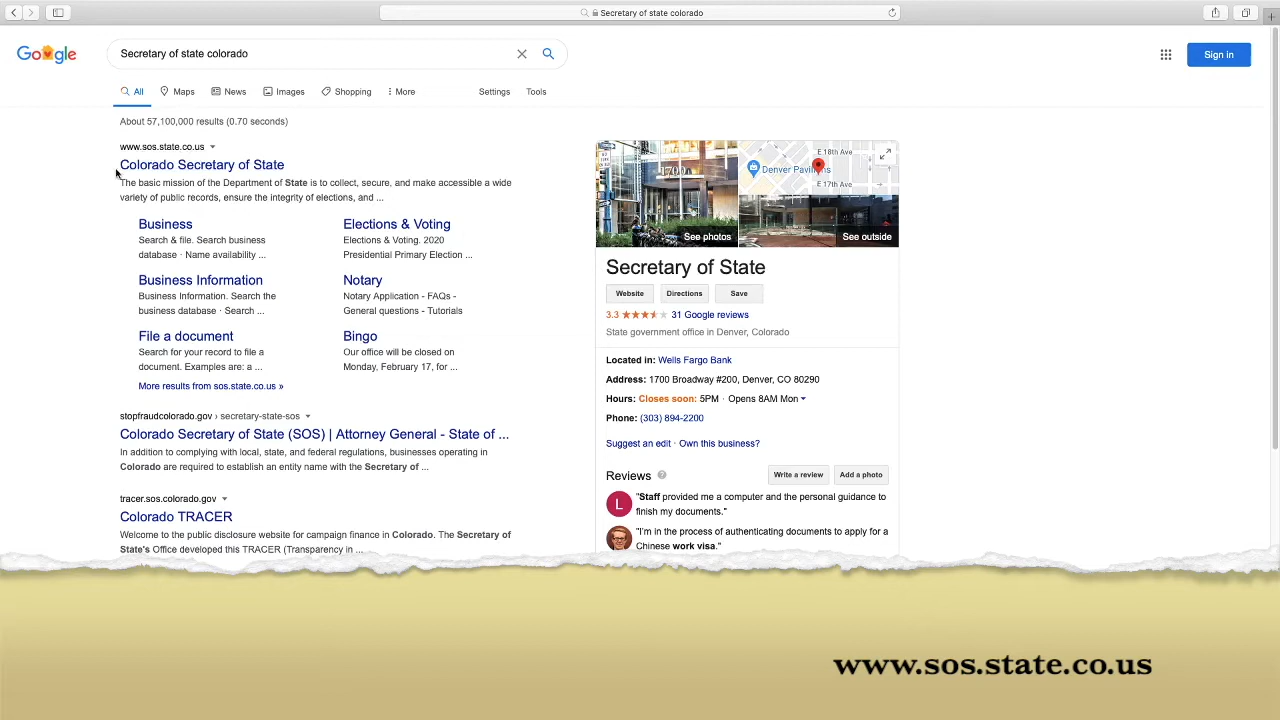 Secretary of state colorado
Google
Secretary of state colorado
Sign in
All
Maps
News
Images
Shopping
More
Settings
Tools
About 57,100,000 results (0.70 seconds)
www.sos.state.co.us
Colorado Secretary of State
The basic mission of the Department of State is to collect, secure, and make accessible a wide
variety of public records, ensure the integrity of elections, and ...
Business
Search & file. Search business
database · Name availability ...
Elections & Voting
Elections & Voting. 2020
Presidential Primary Election ...
Business Information
Business Information. Search the
business database · Search ...
Notary
Notary Application - FAQs -
General questions - Tutorials
File a document
Search for your record to file a
document. Examples are: a ...
Bingo
Our office will be closed on
Monday, February 17, for ...
More results from sos.state.co.us »
stopfraudcolorado.gov › secretary-state-sos
Colorado Secretary of State (SOS) | Attorney General - State of ...
In addition to complying with local, state, and federal regulations, businesses operating in
Colorado are required to establish an entity name with the Secretary of ...
tracer.sos.colorado.gov
Colorado TRACER
Welcome to the public disclosure website for campaign finance in Colorado. The Secretary of
State's Office developed this TRACER (Transparency in ...
E 18th Ave
Denver Pavilions
E 17th Ave
1700
See photos
See outside
Secretary of State
Website
Directions
Save
3.3
31 Google reviews
State government office in Denver, Colorado
Located in: Wells Fargo Bank
Address: 1700 Broadway #200, Denver, CO 80290
Hours: Closes soon: 5PM · Opens 8AM Mon
Phone: (303) 894-2200
Suggest an edit · Own this business?
Reviews
Write a review
Add a photo
L
"Staff provided me a computer and the personal guidance to
finish my documents."
"I'm in the process of authenticating documents to apply for a
Chinese work visa."
www.sos.state.co.us